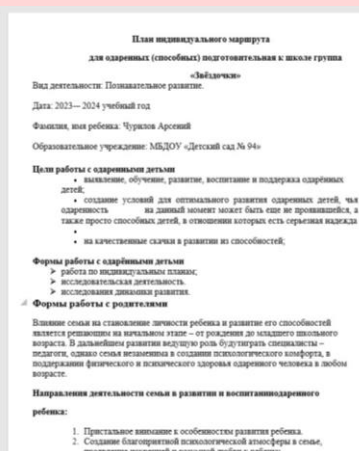 План индивидуального маршрута
для одаренных (способных) подготовительная к школе группа
«Звёздочки»
Вид деятельности: Познавательное развитие.
Дата: 2023— 2024 учебный год
Фамилия, имя ребенка: Чурилов Арсений
Образовательное учреждение: МБДОУ «Детский сад № 94»
Цели работы с одаренными детьми
• выявление, обучение, развитие, воспитание и поддержка одарённых
детей;
• создание условий для оптимального развития одаренных детей, чья
одаренность на данный момент может быть еще не проявившейся, а
также просто способных детей, в отношении которых есть серьезная надежда
•
• на качественные скачки в развитии из способностей;
Формы работы с одарёнными детьми
➢ работа по индивидуальным планам;
➢ исследовательская деятельность.
➢ исследования динамики развития.
Формы работы с родителями
Влияние семьи на становление личности ребенка и развитие его способностей
является решающим на начальном этапе – от рождения до младшего школьного
возраста. В дальнейшем развитии ведущую роль будутиграть специалисты –
педагоги, однако семья незаменима в создании психологического комфорта, в
поддержании физического и психического здоровья одаренного человека в любом
возрасте.
Направления деятельности семьи в развитии и воспитаниюодаренного
ребенка:
1. Пристальное внимание к особенностям развития ребенка.
2. Создание благоприятной психологической атмосферы в семье,